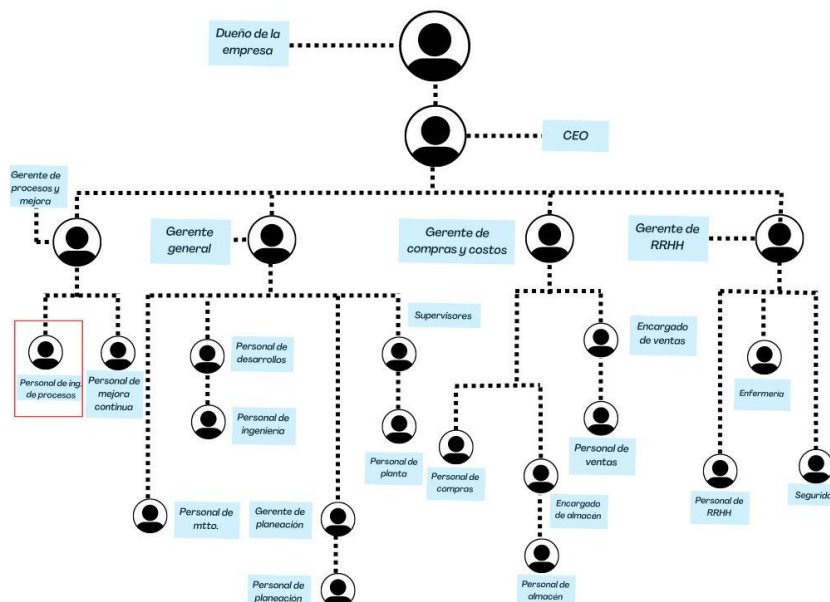 Dueño de la
empresa
CEO
Gerente de
procesos y
mejora
Gerente
general
Gerente de
compras y costos
Gerente de
RRHH
Supervisores
Personal de
desarrollos
Encargado
de ventas
Personal de ing.
de procesos
Personal de
mejora
continua
Enfermeria
Personal de
ingeniería
Personal de
planta
Personal de
compras
Personal de
ventas
Personal de
mtto.
Gerente de
planeación
Encargado
de almacén
Personal de
RRHH
Segurida
Personal de
planeación
Personal de
almacén